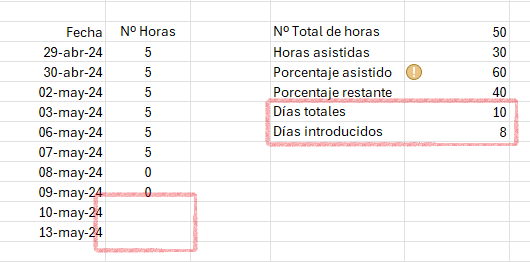 Fecha Nº Horas Nº Total de horas 50
29-abr-24 5 Horas asistidas 30
30-abr-24 5 Porcentaje asistido ! 60
02-may-24 5 Porcentaje restante 40
03-may-24 5 Días totales 10
06-may-24 5 Días introducidos 8
07-may-24 5
08-may-24 0
09-may-24 0
10-may-24
13-may-24